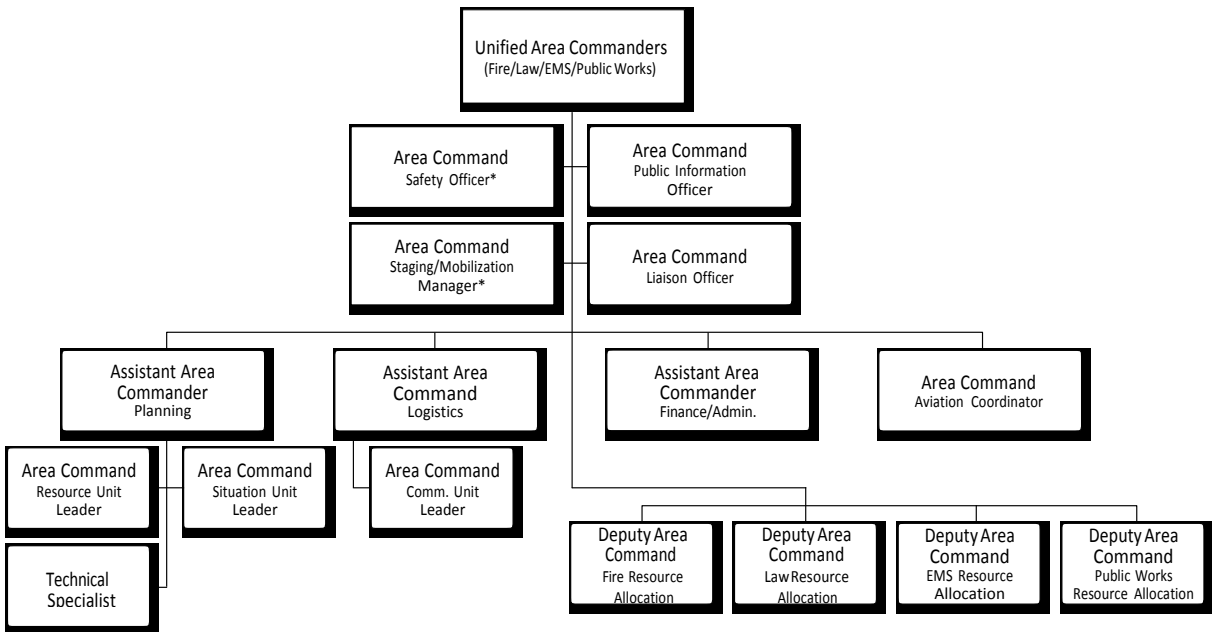 Unified Area Commanders
(Fire/Law/EMS/Public Works)
Area Command
Safety Officer*
Area Command
Public Information
Officer
Area Command
Staging/Mobilization
Manager*
Area Command
Liaison Officer
Assistant Area
Commander
Planning
Assistant Area
Command
Logistics
Assistant Area
Commander
Finance/Admin.
Area Command
Aviation Coordinator
Area Command
Resource Unit
Leader
Area Command
Situation Unit
Leader
Area Command
Comm. Unit
Leader
Technical
Specialist
Deputy Area
Command
Fire Resource
Allocation
Deputy Area
Command
Law Resource
Allocation
Deputy Area
Command
EMS Resource
Allocation
Deputy Area
Command
Public Works
Resource Allocation